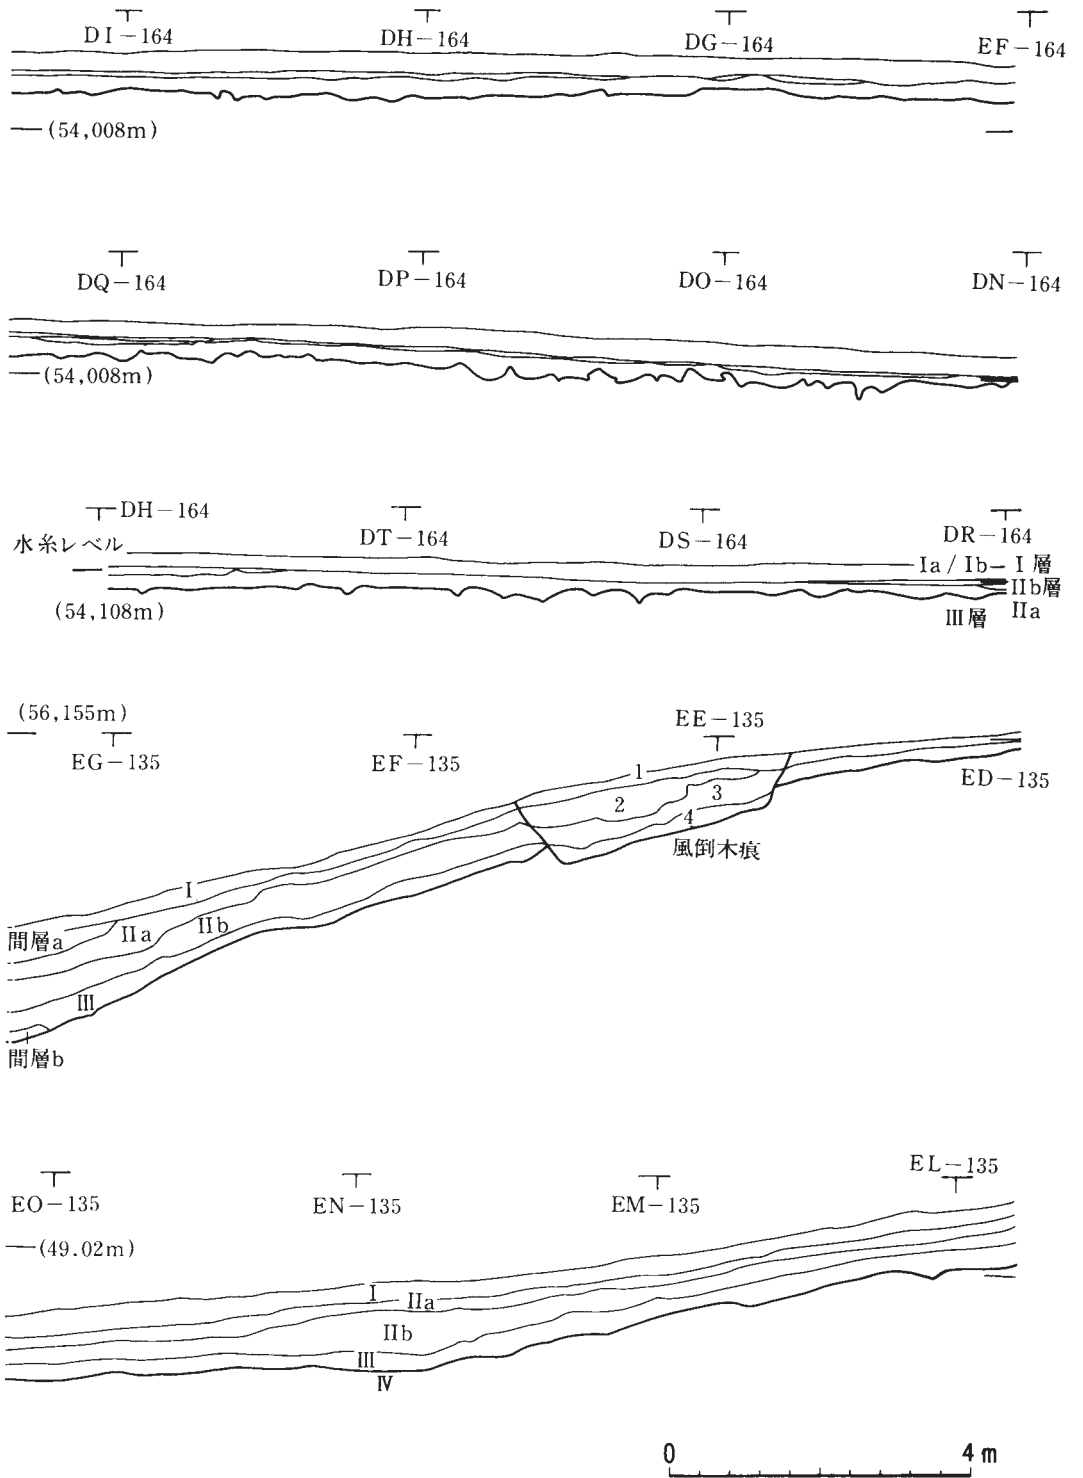 DI-164 DH-164 DG-164 EF-164
(54,008m)
DQ-164 DP-164 DO-164 DN-164
(54,008m)
DH-164
水糸レベル DT-164 DS-164 DR-164
Ia/Ib-I層
IIb層
(54,108m) III層 IIa
(56,155m) EE-135
EG-135 EF-135 ED-135
1
2
3
4
風倒木痕
I
間層a IIa IIb
III
間層b
EL-135
EO-135 EN-135 EM-135
(49.02m)
I
IIa
IIb
III
IV
0 4m